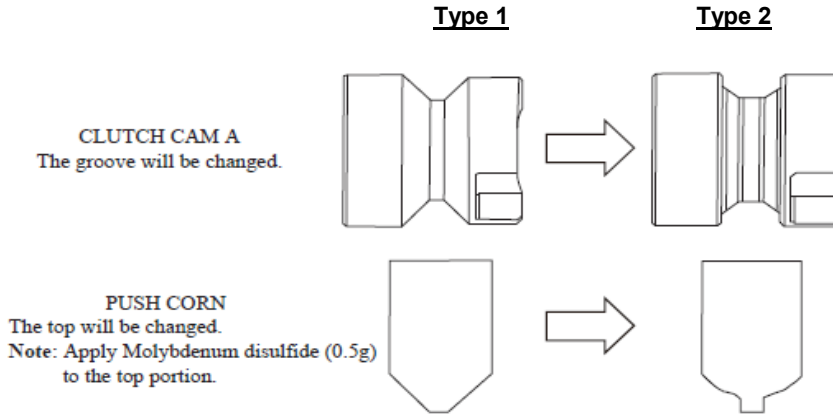 Type 1
Type 2
CLUTCH CAM A
The groove will be changed.
PUSH CORN
The top will be changed.
Note: Apply Molybdenum disulfide (0.5g)
to the top portion.